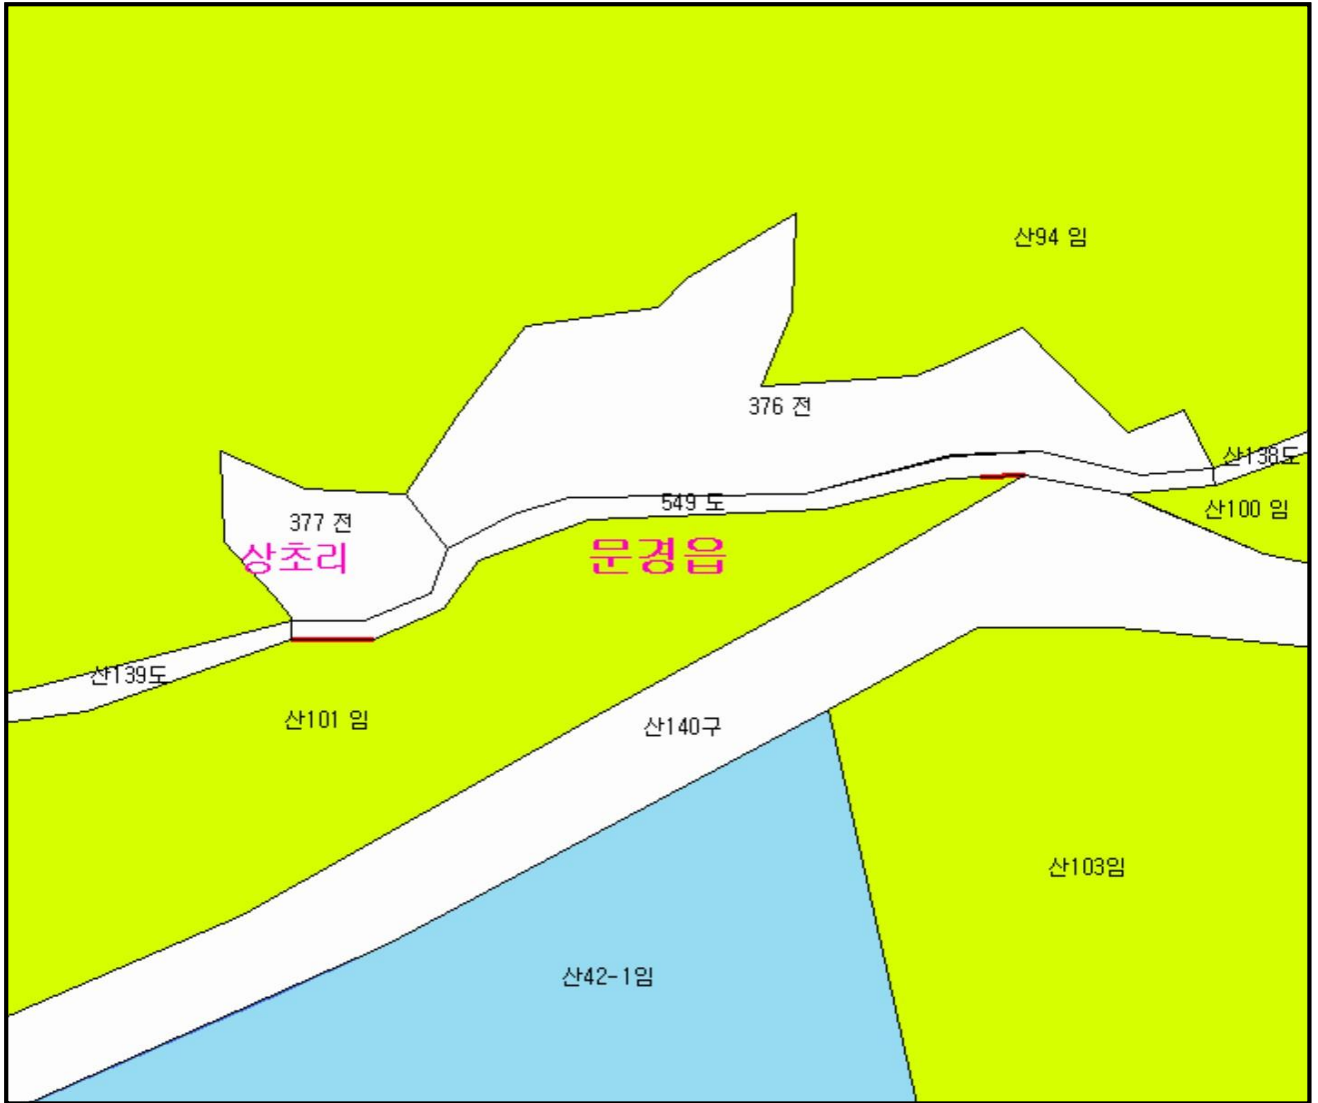 산94 임
376 전
산138도
549 도
산100 임
377 전
상초리
문경읍
산139도
산101 임
산140구
산103임
산42-1임